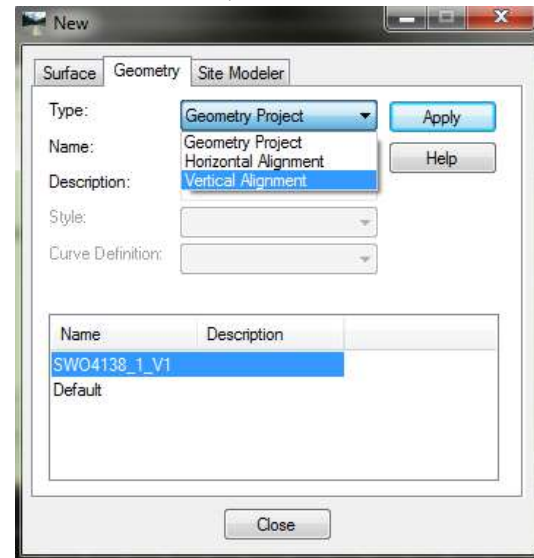 New
Surface Geometry Site Modeler
Type: Geometry Project Apply
Name: Geometry Project
Horizontal Alignment Help
Description: Vertical Alignment
Style:
Curve Definition:
Name Description
SWO4138_1_V1
Default
Close